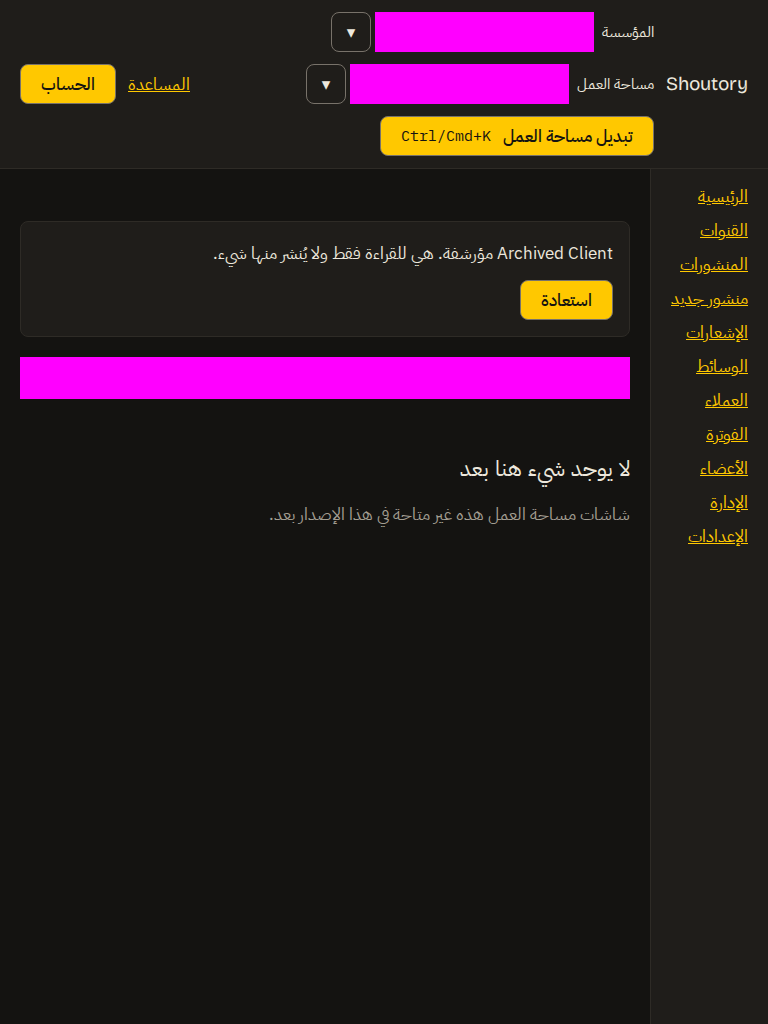 المؤسسة ▼
Shoutory
مساحة العمل ▼
المساعدة
الحساب
تبديل مساحة العمل Ctrl/Cmd+K
الرئيسية
القنوات
المنشورات
منشور جديد
الإشعارات
الوسائط
العملاء
الفوترة
الأعضاء
الإدارة
الإعدادات
Archived Client مؤرشفة. هي للقراءة فقط ولا يُنشر منها شيء.
استعادة
لا يوجد شيء هنا بعد
شاشات مساحة العمل هذه غير متاحة في هذا الإصدار بعد.